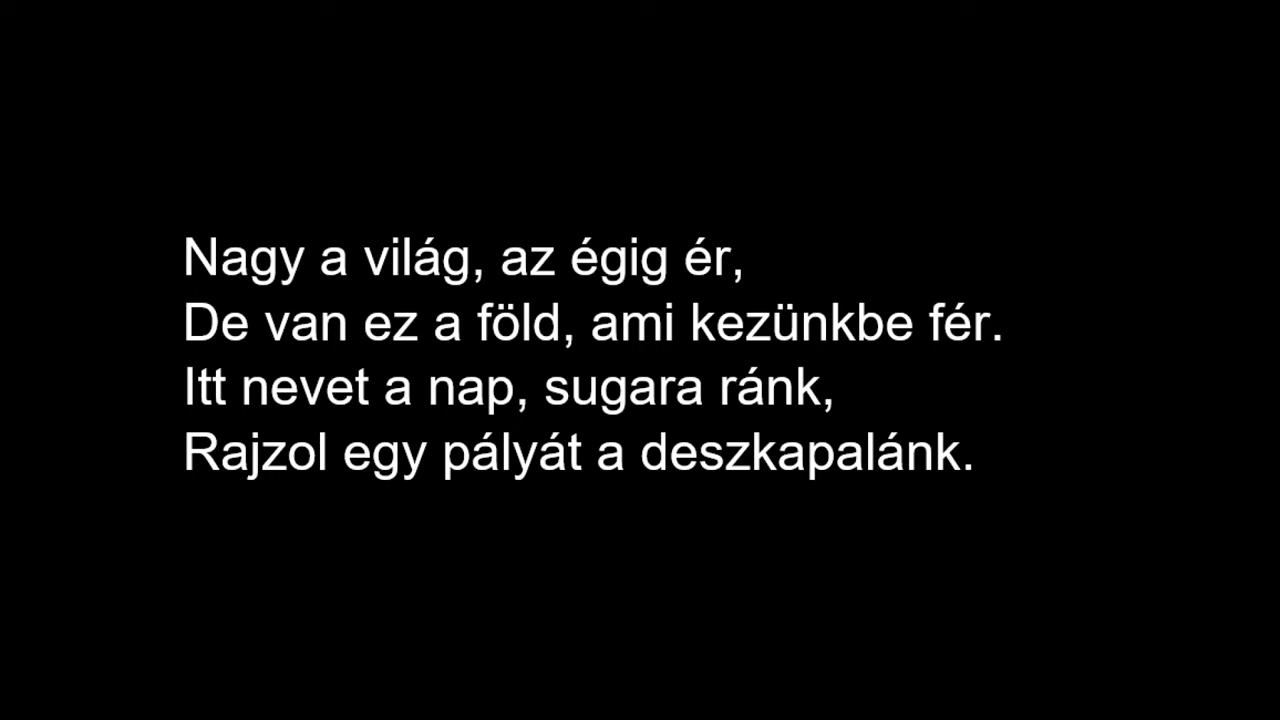 Nagy a világ, az égig ér,
De van ez a föld, ami kezünkbe fér.
Itt nevet a nap, sugara ránk,
Rajzol egy pályát a deszkapalánk.